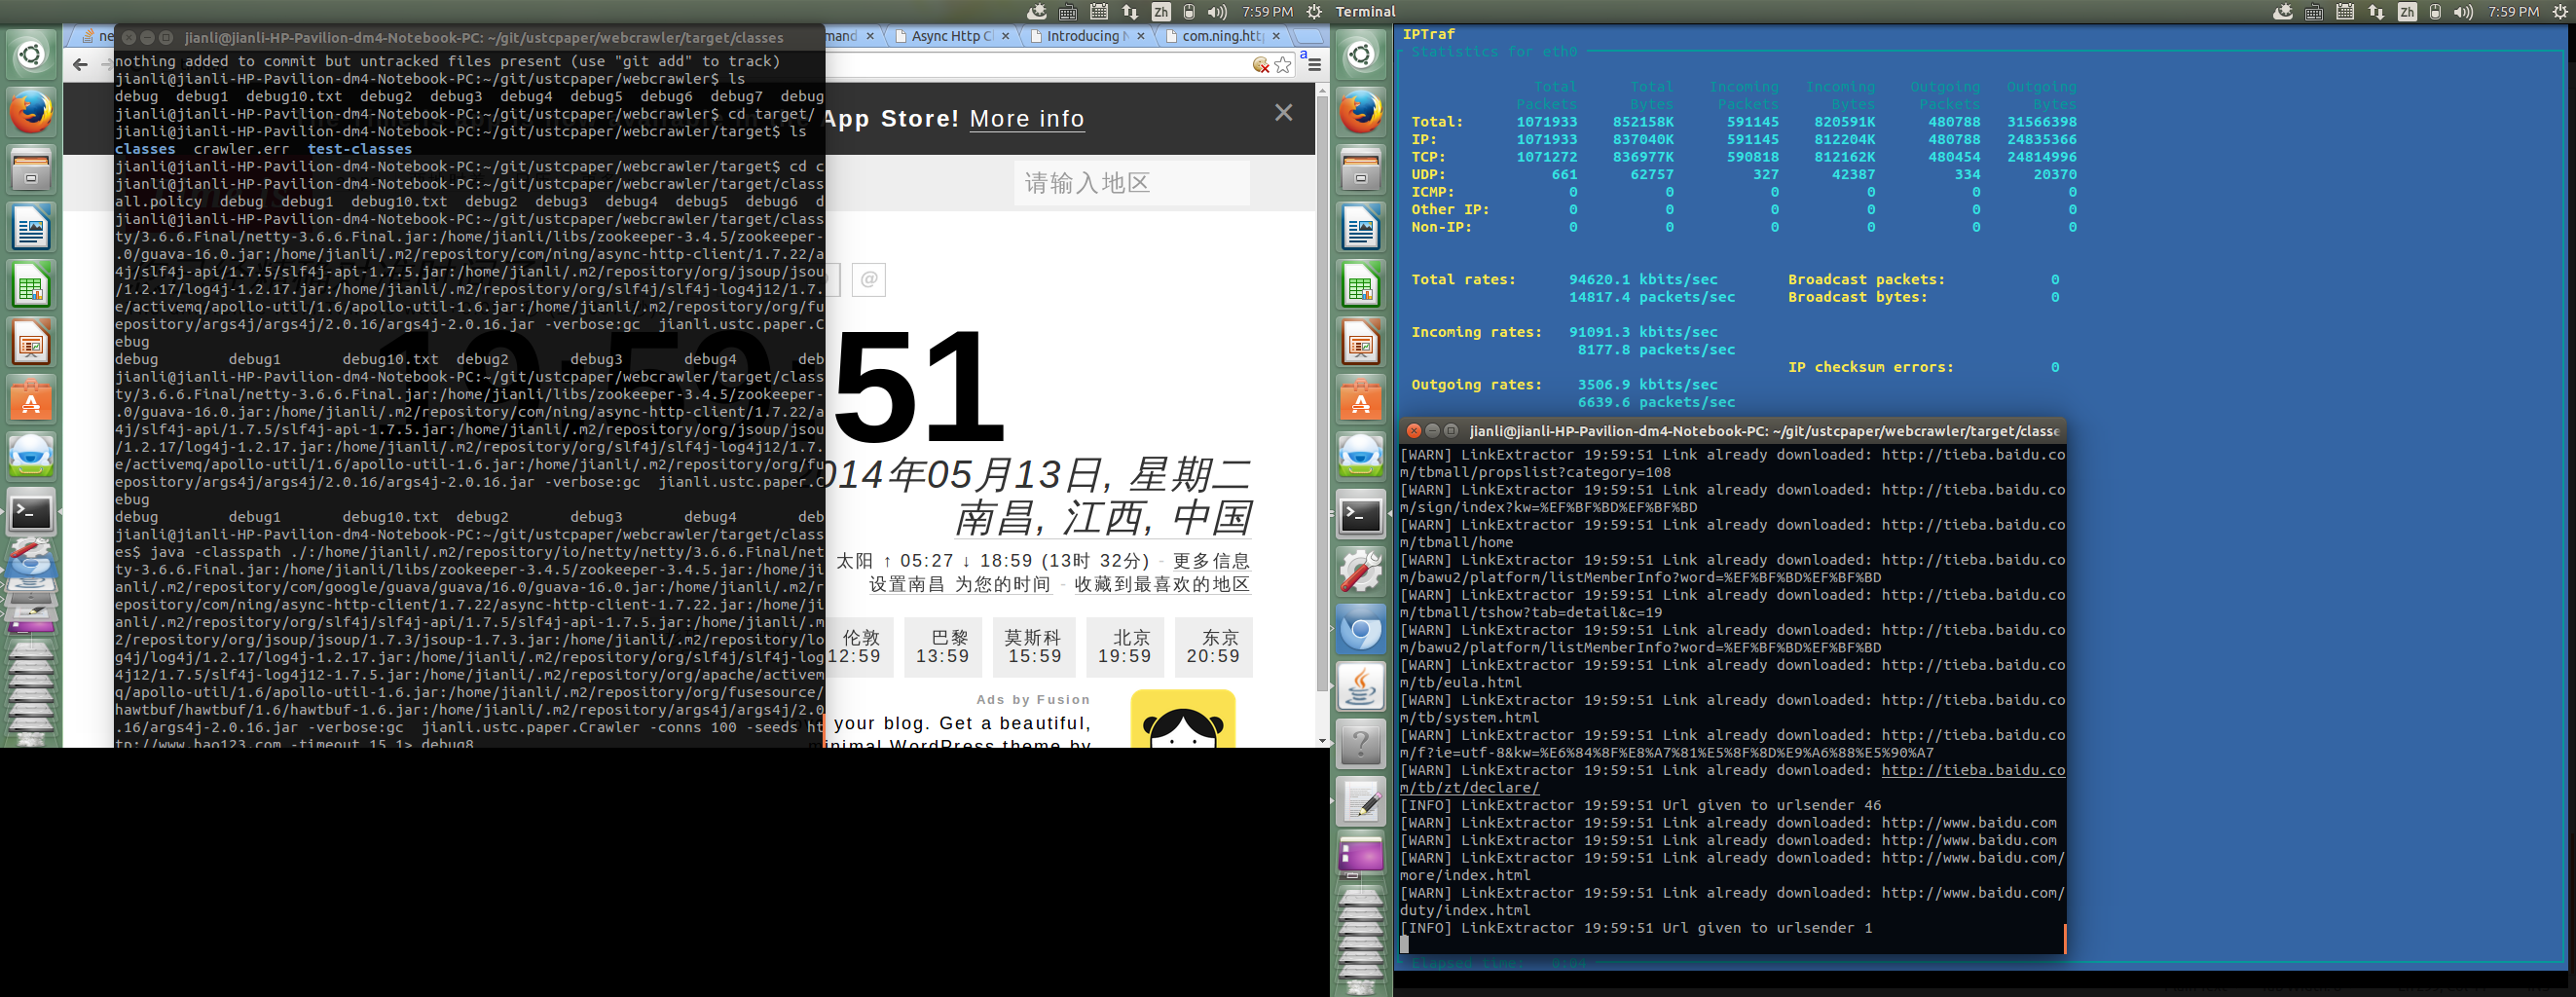 Zh 7:59 PM
jianli@jianli-HP-Pavilion-dm4-Notebook-PC: ~/git/ustcpaper/webcrawler/target/classes
ne
mand
Async Http Cl
Introducing N
com.ning.http
nothing added to commit but untracked files present (use "git add" to track)
jianli@jianli-HP-Pavilion-dm4-Notebook-PC:~/git/ustcpaper/webcrawler$ ls
debug debug1 debug10.txt debug2 debug3 debug4 debug5 debug6 debug7 debug
jianli@jianli-HP-Pavilion-dm4-Notebook-PC:~/git/ustcpaper/webcrawler$ cd target/
jianli@jianli-HP-Pavilion-dm4-Notebook-PC:~/git/ustcpaper/webcrawler/target$ ls
classes crawler.err test-classes
jianli@jianli-HP-Pavilion-dm4-Notebook-PC:~/git/ustcpaper/webcrawler/target$ cd c
jianli@jianli-HP-Pavilion-dm4-Notebook-PC:~/git/ustcpaper/webcrawler/target/class
all.policy debug debug1 debug10.txt debug2 debug3 debug4 debug5 debug6 d
jianli@jianli-HP-Pavilion-dm4-Notebook-PC:~/git/ustcpaper/webcrawler/target/class
ty/3.6.6.Final/netty-3.6.6.Final.jar:/home/jianli/libs/zookeeper-3.4.5/zookeeper-
.0/guava-16.0.jar:/home/jianli/.m2/repository/com/ning/async-http-client/1.7.22/a
4j/slf4j-api/1.7.5/slf4j-api-1.7.5.jar:/home/jianli/.m2/repository/org/jsoup/jsou
/1.2.17/log4j-1.2.17.jar:/home/jianli/.m2/repository/org/slf4j/slf4j-log4j12/1.7.
e/activemq/apollo-util/1.6/apollo-util-1.6.jar:/home/jianli/.m2/repository/org/fu
epository/args4j/args4j/2.0.16/args4j-2.0.16.jar -verbose:gc jianli.ustc.paper.C
ebug
debug debug1 debug10.txt debug2 debug3 debug4 deb
jianli@jianli-HP-Pavilion-dm4-Notebook-PC:~/git/ustcpaper/webcrawler/target/class
ty/3.6.6.Final/netty-3.6.6.Final.jar:/home/jianli/libs/zookeeper-3.4.5/zookeeper-
.0/guava-16.0.jar:/home/jianli/.m2/repository/com/ning/async-http-client/1.7.22/a
4j/slf4j-api/1.7.5/slf4j-api-1.7.5.jar:/home/jianli/.m2/repository/org/jsoup/jsou
/1.2.17/log4j-1.2.17.jar:/home/jianli/.m2/repository/org/slf4j/slf4j-log4j12/1.7.
e/activemq/apollo-util/1.6/apollo-util-1.6.jar:/home/jianli/.m2/repository/org/fu
epository/args4j/args4j/2.0.16/args4j-2.0.16.jar -verbose:gc jianli.ustc.paper.C
ebug
debug debug1 debug10.txt debug2 debug3 debug4 deb
jianli@jianli-HP-Pavilion-dm4-Notebook-PC:~/git/ustcpaper/webcrawler/target/class
es$ java -classpath ./:/home/jianli/.m2/repository/io/netty/netty/3.6.6.Final/net
ty-3.6.6.Final.jar:/home/jianli/libs/zookeeper-3.4.5/zookeeper-3.4.5.jar:/home/ji
anli/.m2/repository/com/google/guava/guava/16.0/guava-16.0.jar:/home/jianli/.m2/r
epository/com/ning/async-http-client/1.7.22/async-http-client-1.7.22.jar:/home/ji
anli/.m2/repository/org/slf4j/slf4j-api/1.7.5/slf4j-api-1.7.5.jar:/home/jianli/.m
2/repository/org/jsoup/jsoup/1.7.3/jsoup-1.7.3.jar:/home/jianli/.m2/repository/lo
g4j/log4j/1.2.17/log4j-1.2.17.jar:/home/jianli/.m2/repository/org/slf4j/slf4j-log
4j12/1.7.5/slf4j-log4j12-1.7.5.jar:/home/jianli/.m2/repository/org/apache/activem
q/apollo-util/1.6/apollo-util-1.6.jar:/home/jianli/.m2/repository/org/fusesource/
hawtbuf/hawtbuf/1.6/hawtbuf-1.6.jar:/home/jianli/.m2/repository/args4j/args4j/2.0
.16/args4j-2.0.16.jar -verbose:gc jianli.ustc.paper.Crawler -conns 100 -seeds ht
tp://www.hao123.com -timeout 15 1> debug8
App Store! More info
请输入地区
@
19:59:51
014年05月13日, 星期二
南昌, 江西, 中国
太阳 ↑ 05:27 ↓ 18:59 (13时 32分) - 更多信息
设置南昌 为您的时间 - 收藏到最喜欢的地区
伦敦 巴黎 莫斯科 北京 东京
12:59 13:59 15:59 19:59 20:59
Ads by Fusion
your blog. Get a beautiful,
minimal WordPress theme by
Terminal
Zh 7:59 PM
IPTraf
Statistics for eth0
Total Total Incoming Incoming Outgoing Outgoing
Packets Bytes Packets Bytes Packets Bytes
Total: 1071933 852158K 591145 820591K 480788 31566398
IP: 1071933 837040K 591145 812204K 480788 24835366
TCP: 1071272 836977K 590818 812162K 480454 24814996
UDP: 661 62757 327 42387 334 20370
ICMP: 0 0 0 0 0 0
Other IP: 0 0 0 0 0 0
Non-IP: 0 0 0 0 0 0
Total rates: 94620.1 kbits/sec Broadcast packets: 0
14817.4 packets/sec Broadcast bytes: 0
Incoming rates: 91091.3 kbits/sec
8177.8 packets/sec
IP checksum errors: 0
Outgoing rates: 3506.9 kbits/sec
6639.6 packets/sec
jianli@jianli-HP-Pavilion-dm4-Notebook-PC: ~/git/ustcpaper/webcrawler/target/classe
[WARN] LinkExtractor 19:59:51 Link already downloaded: http://tieba.baidu.co
m/tbmall/propslist?category=108
[WARN] LinkExtractor 19:59:51 Link already downloaded: http://tieba.baidu.co
m/sign/index?kw=%EF%BF%BD%EF%BF%BD
[WARN] LinkExtractor 19:59:51 Link already downloaded: http://tieba.baidu.co
m/tbmall/home
[WARN] LinkExtractor 19:59:51 Link already downloaded: http://tieba.baidu.co
m/bawu2/platform/listMemberInfo?word=%EF%BF%BD%EF%BF%BD
[WARN] LinkExtractor 19:59:51 Link already downloaded: http://tieba.baidu.co
m/tbmall/tshow?tab=detail&c=19
[WARN] LinkExtractor 19:59:51 Link already downloaded: http://tieba.baidu.co
m/bawu2/platform/listMemberInfo?word=%EF%BF%BD%EF%BF%BD
[WARN] LinkExtractor 19:59:51 Link already downloaded: http://tieba.baidu.co
m/tb/eula.html
[WARN] LinkExtractor 19:59:51 Link already downloaded: http://tieba.baidu.co
m/tb/system.html
[WARN] LinkExtractor 19:59:51 Link already downloaded: http://tieba.baidu.co
m/f?ie=utf-8&kw=%E6%84%8F%E8%A7%81%E5%8F%8D%E9%A6%88%E5%90%A7
[WARN] LinkExtractor 19:59:51 Link already downloaded: http://tieba.baidu.co
m/tb/zt/declare/
[INFO] LinkExtractor 19:59:51 Url given to urlsender 46
[WARN] LinkExtractor 19:59:51 Link already downloaded: http://www.baidu.com
[WARN] LinkExtractor 19:59:51 Link already downloaded: http://www.baidu.com
[WARN] LinkExtractor 19:59:51 Link already downloaded: http://www.baidu.com/
more/index.html
[WARN] LinkExtractor 19:59:51 Link already downloaded: http://www.baidu.com/
duty/index.html
[INFO] LinkExtractor 19:59:51 Url given to urlsender 1
Elapsed time: 0:04